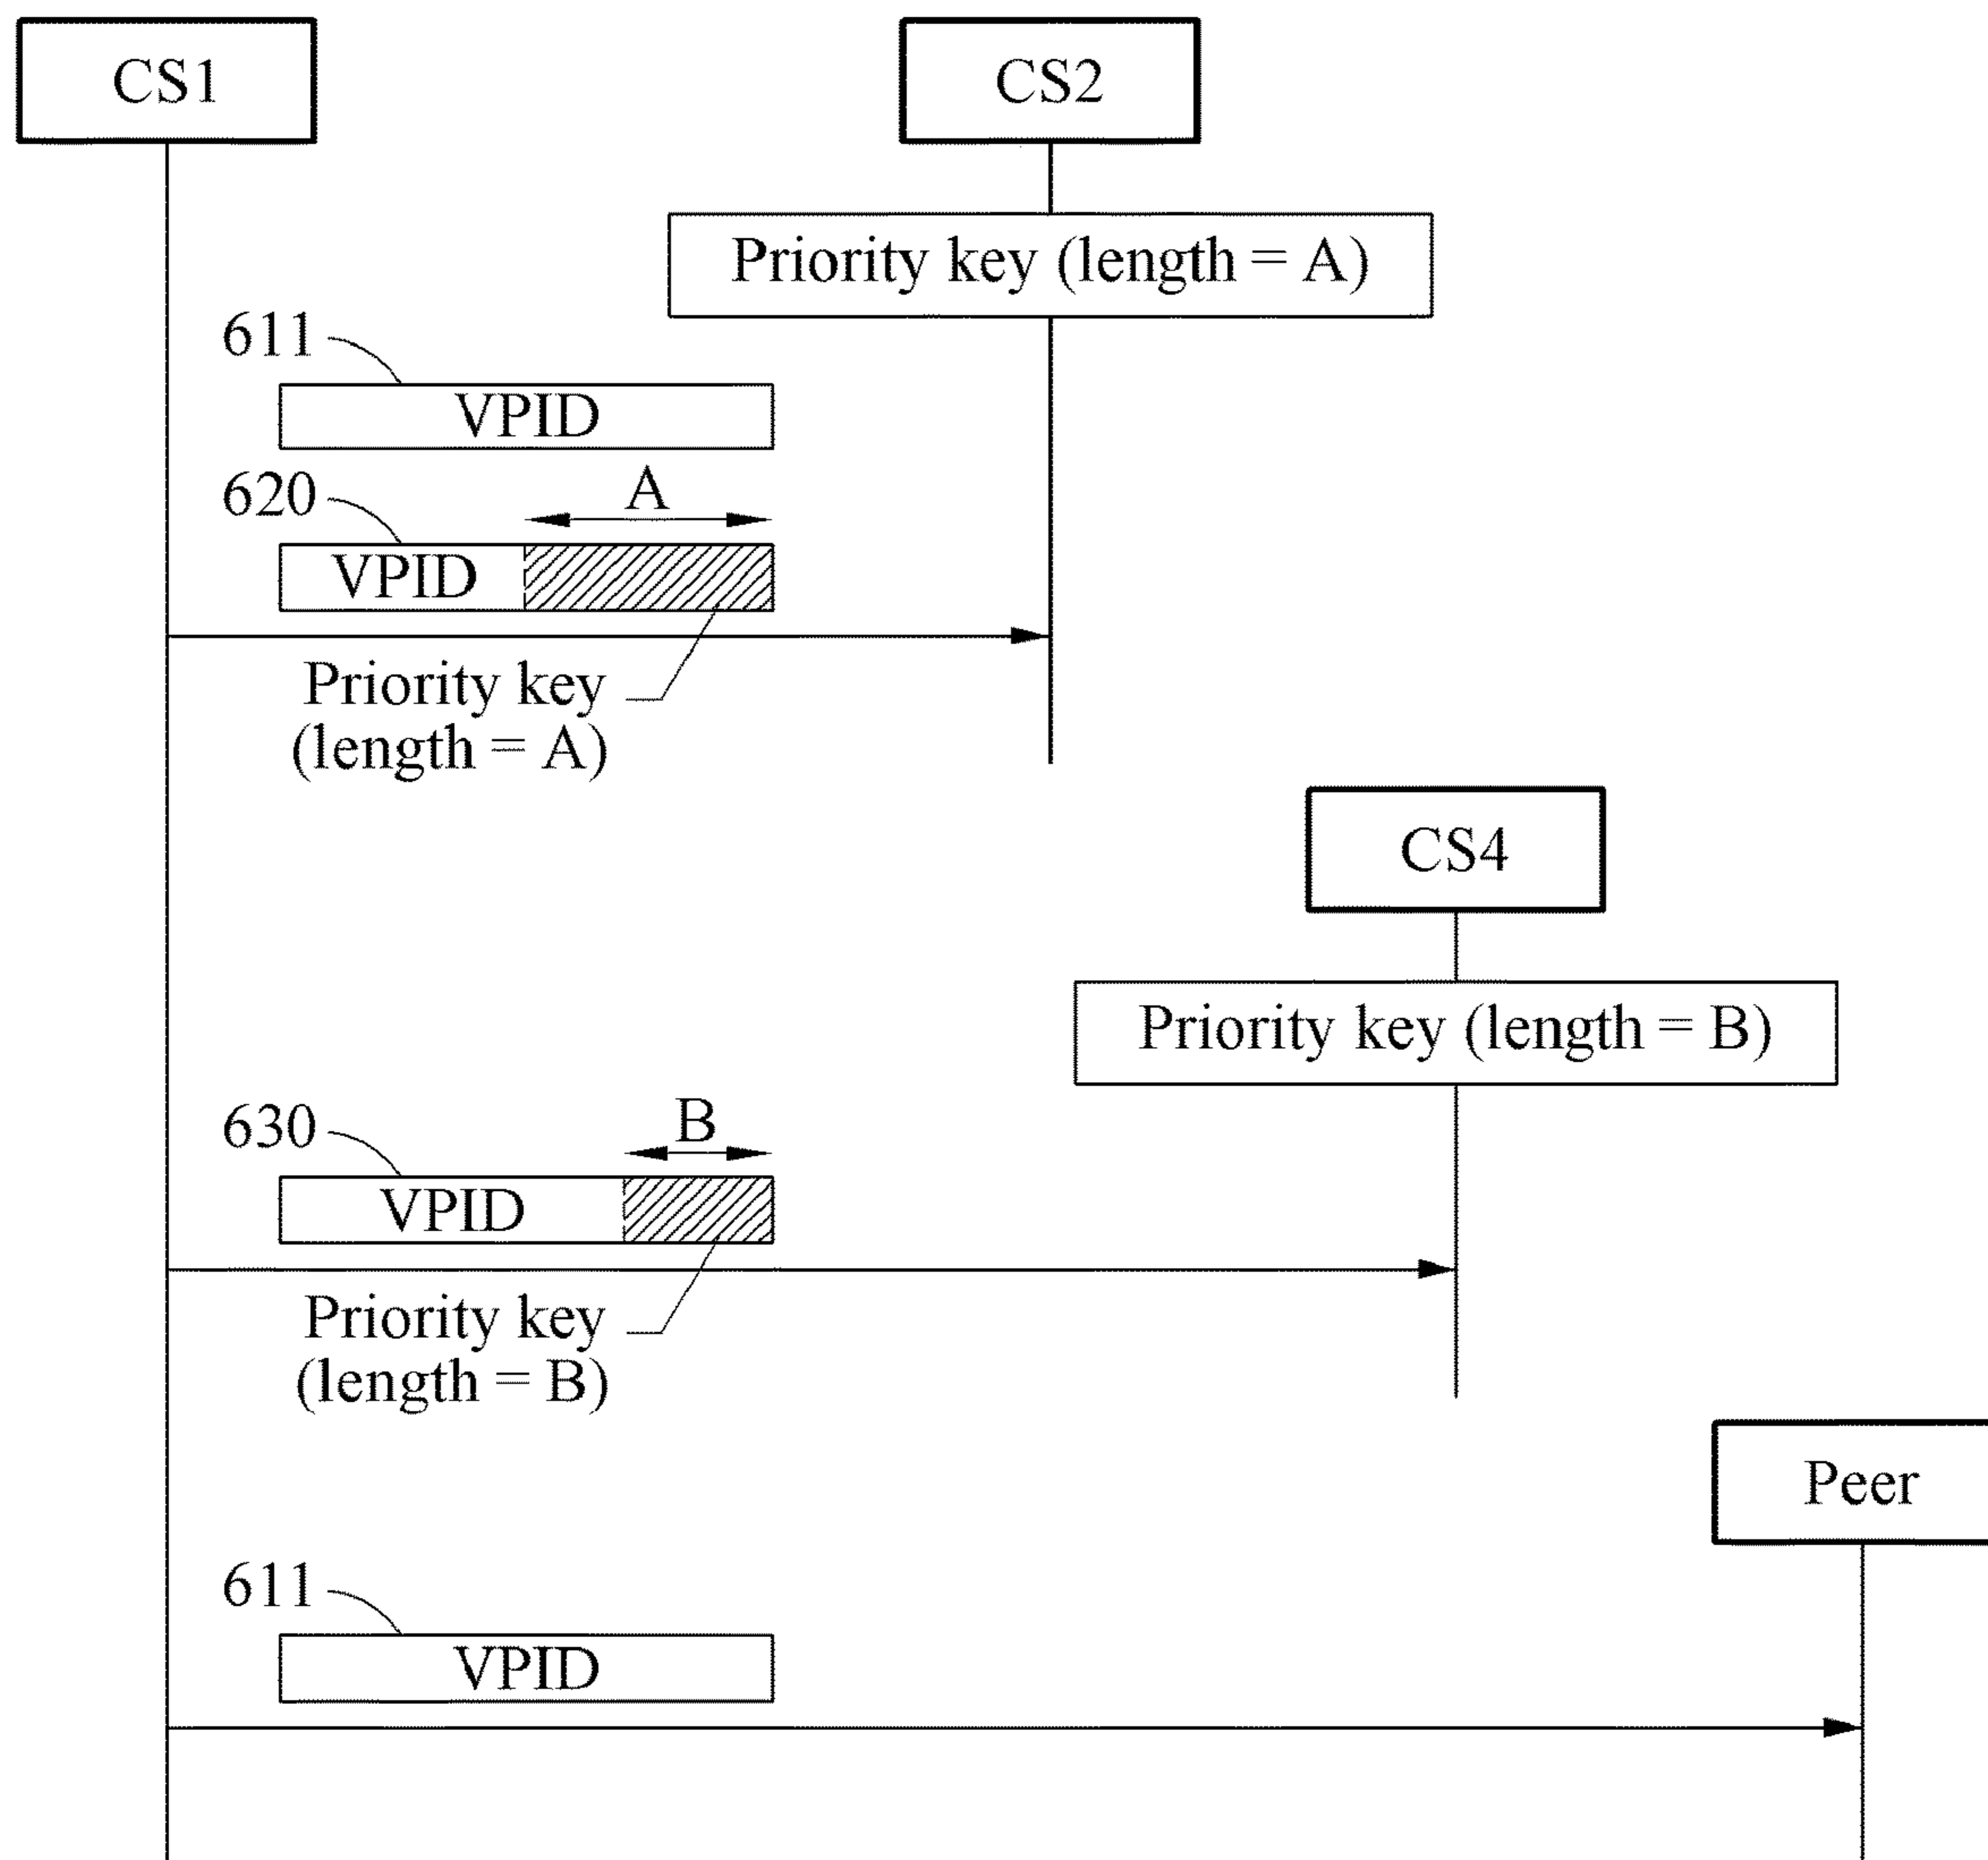 CS1
CS2
Priority key (length = A)
611
VPID
620
A
VPID
Priority key
(length = A)
CS4
Priority key (length = B)
630
B
VPID
Priority key
(length = B)
Peer
611
VPID